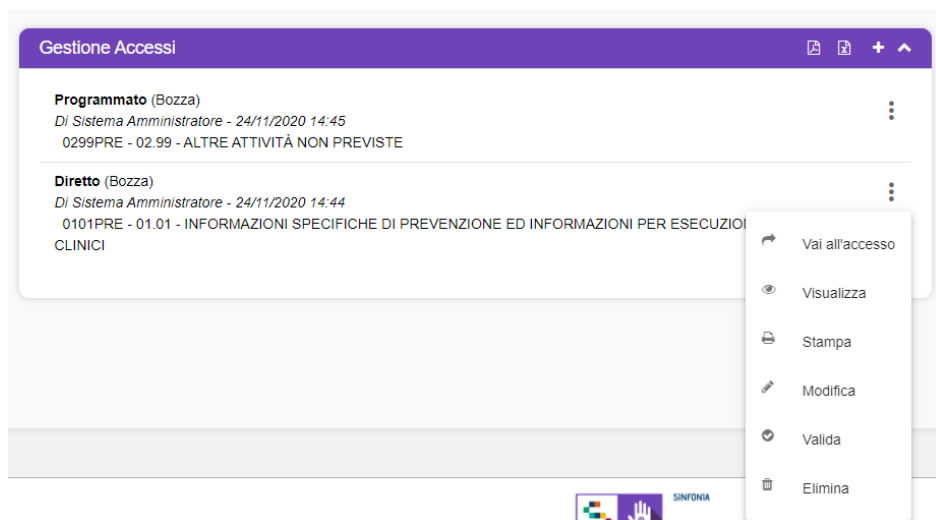 Gestione Accessi
Programmato (Bozza)
Di Sistema Amministratore - 24/11/2020 14:45
0299PRE - 02.99 - ALTRE ATTIVITÀ NON PREVISTE
Diretto (Bozza)
Di Sistema Amministratore - 24/11/2020 14:44
0101PRE - 01.01 - INFORMAZIONI SPECIFICHE DI PREVENZIONE ED INFORMAZIONI PER
CLINICI
Vai all'accesso
Visualizza
Stampa
Modifica
Valida
Elimina
SINFONIA